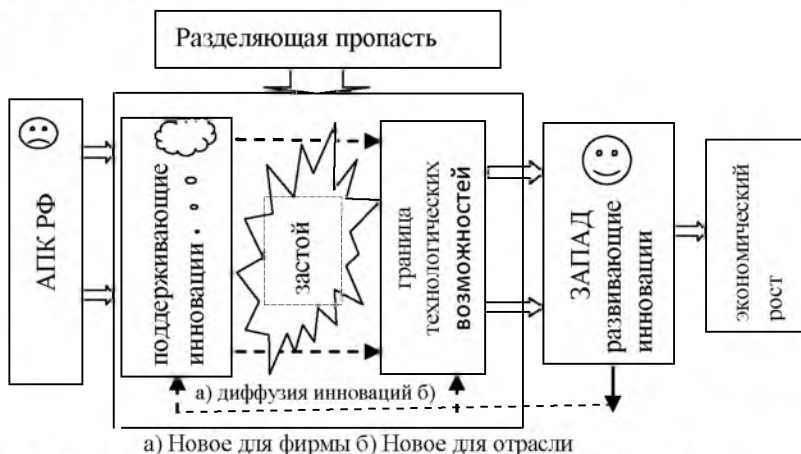 Разделяющая пропасть
АПК РФ
поддерживающие
инновации
застой
граница
технологических
возможностей
ЗАПАД
развивающие
инновации
экономический
рост
а) диффузия инноваций б)
а) Новое для фирмы б) Новое для отрасли